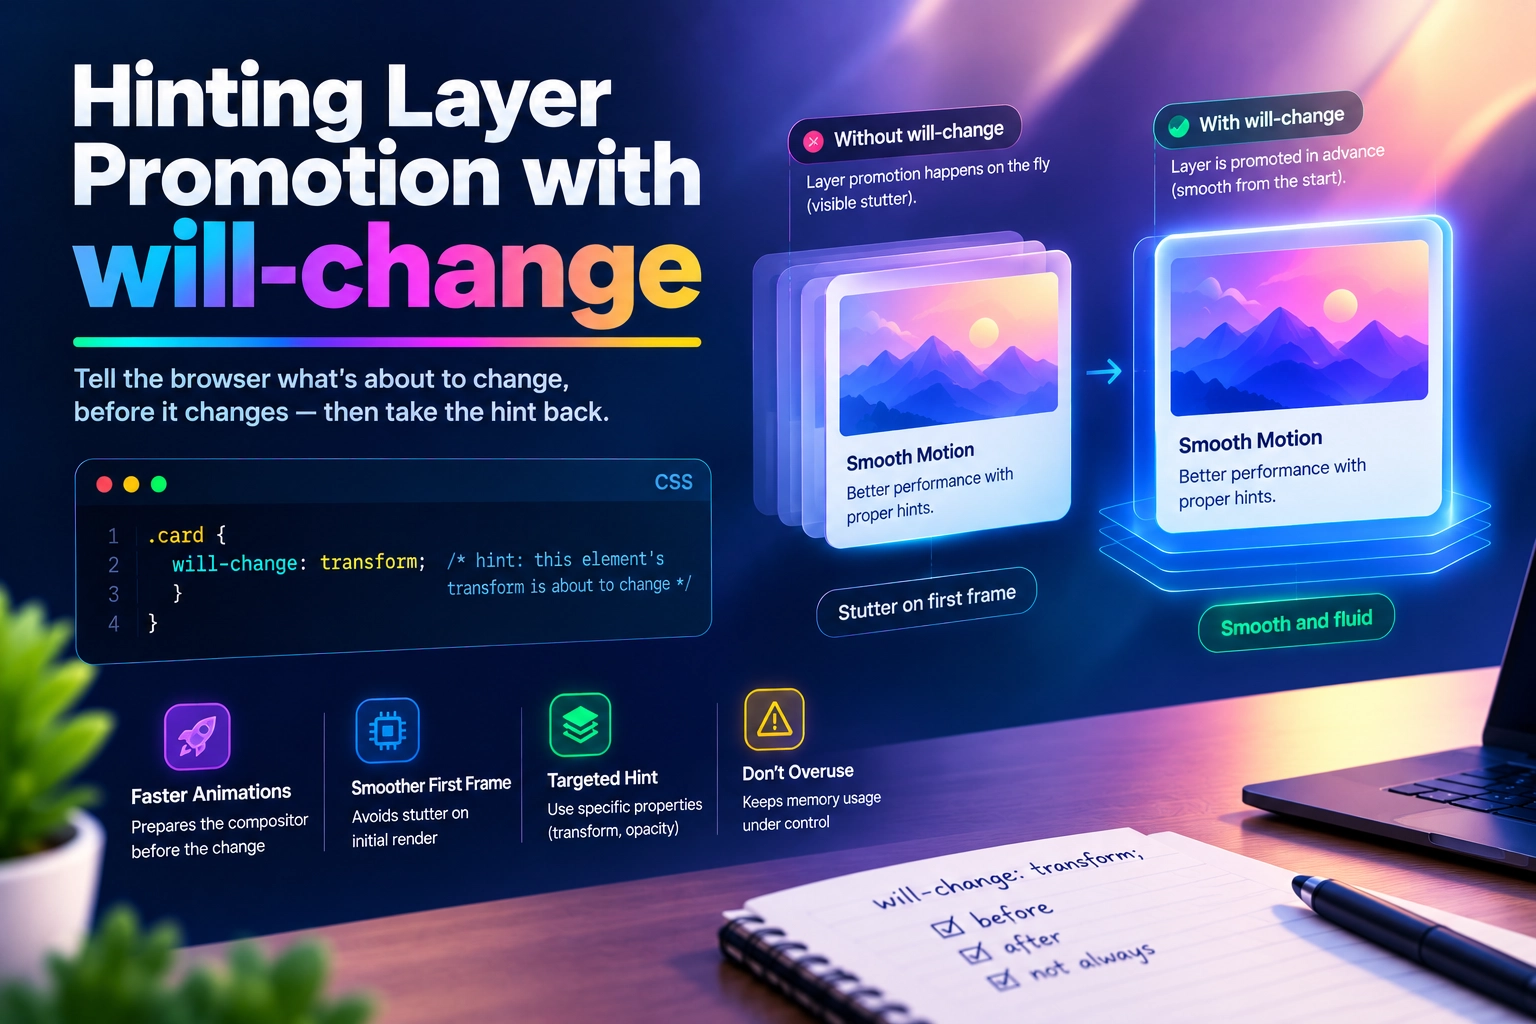 Hinting Layer
Promotion with
will-change
Tell the browser what's about to change,
before it changes — then take the hint back.
CSS
1 .card {
2 will-change: transform; /* hint: this element's
transform is about to change */
3 }
4 }
Faster Animations
Prepares the compositor
before the change
Smoother First Frame
Avoids stutter on
initial render
Targeted Hint
Use specific properties
(transform, opacity)
Don't Overuse
Keeps memory usage
under control
Without will-change
Layer promotion happens on the fly
(visible stutter).
Smooth Motion
Better performance with
proper hints.
Stutter on first frame
With will-change
Layer is promoted in advance
(smooth from the start).
Smooth Motion
Better performance with
proper hints.
Smooth and fluid
will-change: transform;
before
after
not always